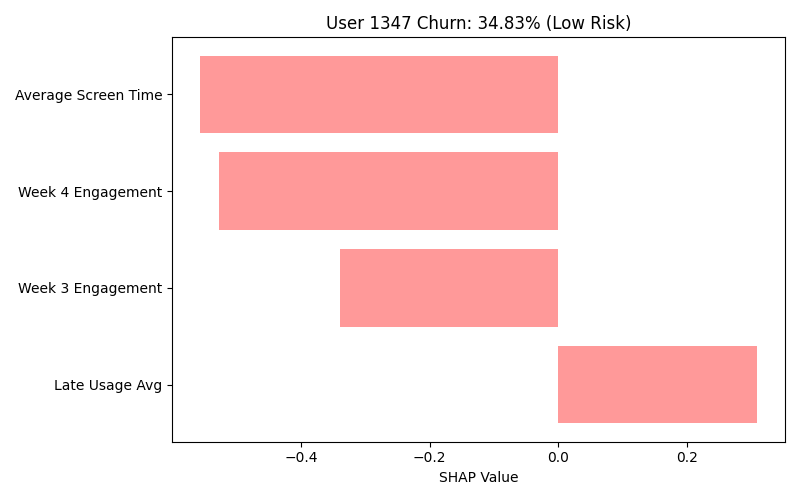 User 1347 Churn: 34.83% (Low Risk)
Average Screen Time
Week 4 Engagement
Week 3 Engagement
Late Usage Avg
−0.4 −0.2 0.0 0.2
SHAP Value